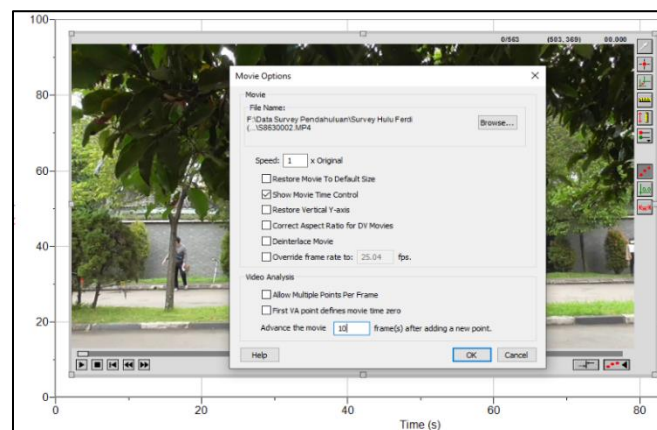 100
80
60
40
20
0
0/563 (503, 369) 00.000
Movie Options
Movie
File Name:
F:\Data Survey Pendahuluan\Survey Hulu Ferdi
(...\S8630002.MP4
Browse...
Speed: 1 x Original
Restore Movie To Default Size
Show Movie Time Control
Restore Vertical Y-axis
Correct Aspect Ratio for DV Movies
Deinterlace Movie
Override frame rate to: 25.04 fps.
Video Analysis
Allow Multiple Points Per Frame
First VA point defines movie time zero
Advance the movie 10 frame(s) after adding a new point.
Help OK Cancel
0 20 40 60 80
Time (s)